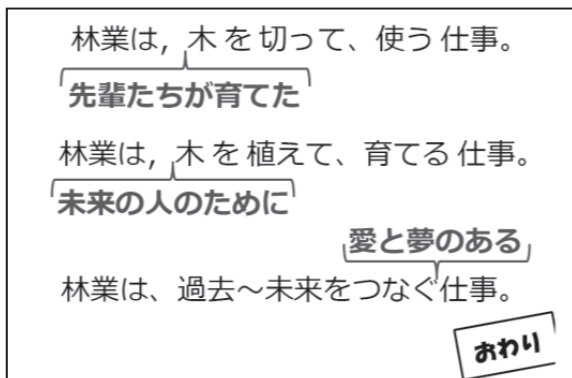 林業は, 木を切って、使う仕事。
先輩たちが育てた
林業は, 木を植えて、育てる仕事。
未来の人のために
愛と夢のある
林業は、過去～未来をつなぐ仕事。
おわり